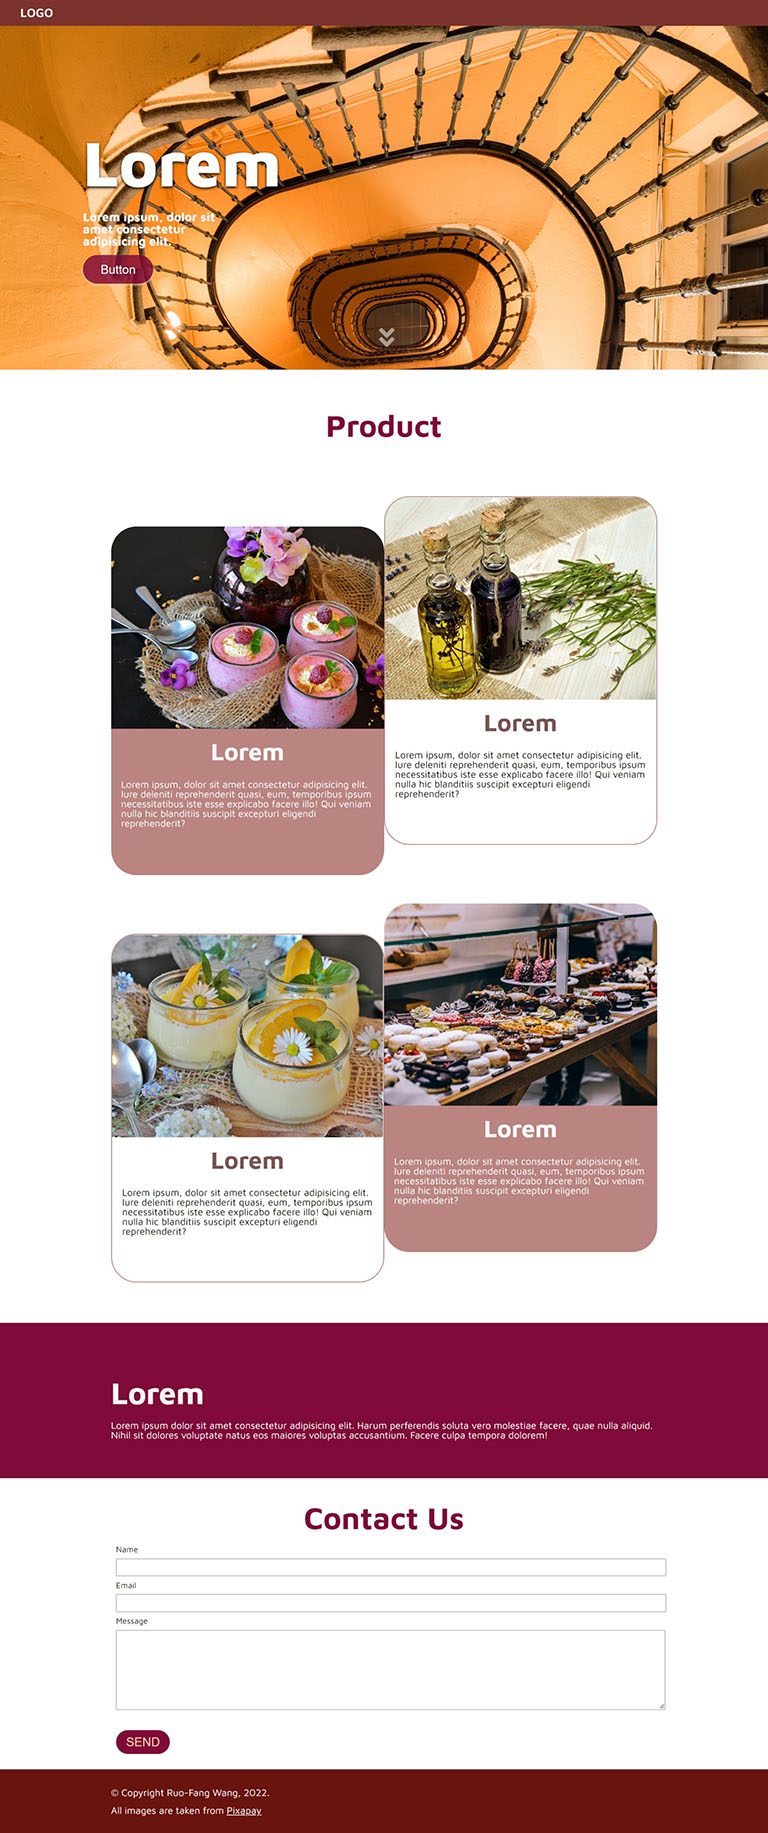 LOGO
Lorem
Lorem ipsum, dolor sit
amet consectetur
adipisicing elit.
Button
Product
Lorem
Lorem ipsum, dolor sit amet consectetur adipisicing elit.
Iure deleniti reprehenderit quasi, eum, temporibus ipsum
necessitatibus iste esse explicabo facere illo! Qui veniam
nulla hic blanditiis suscipit excepturi eligendi
reprehenderit?
Lorem
Lorem ipsum, dolor sit amet consectetur adipisicing elit.
Iure deleniti reprehenderit quasi, eum, temporibus ipsum
necessitatibus iste esse explicabo facere illo! Qui veniam
nulla hic blanditiis suscipit excepturi eligendi
reprehenderit?
Lorem
Lorem ipsum, dolor sit amet consectetur adipisicing elit.
Iure deleniti reprehenderit quasi, eum, temporibus ipsum
necessitatibus iste esse explicabo facere illo! Qui veniam
nulla hic blanditiis suscipit excepturi eligendi
reprehenderit?
Lorem
Lorem ipsum, dolor sit amet consectetur adipisicing elit.
Iure deleniti reprehenderit quasi, eum, temporibus ipsum
necessitatibus iste esse explicabo facere illo! Qui veniam
nulla hic blanditiis suscipit excepturi eligendi
reprehenderit?
Lorem
Lorem ipsum dolor sit amet consectetur adipisicing elit. Harum perferendis soluta vero molestiae facere, quae nulla aliquid.
Nihil sit dolores voluptate natus eos maiores voluptas accusantium. Facere culpa tempora dolorem!
Contact Us
Name
Email
Message
SEND
© Copyright Ruo-Fang Wang, 2022.
All images are taken from Pixapay